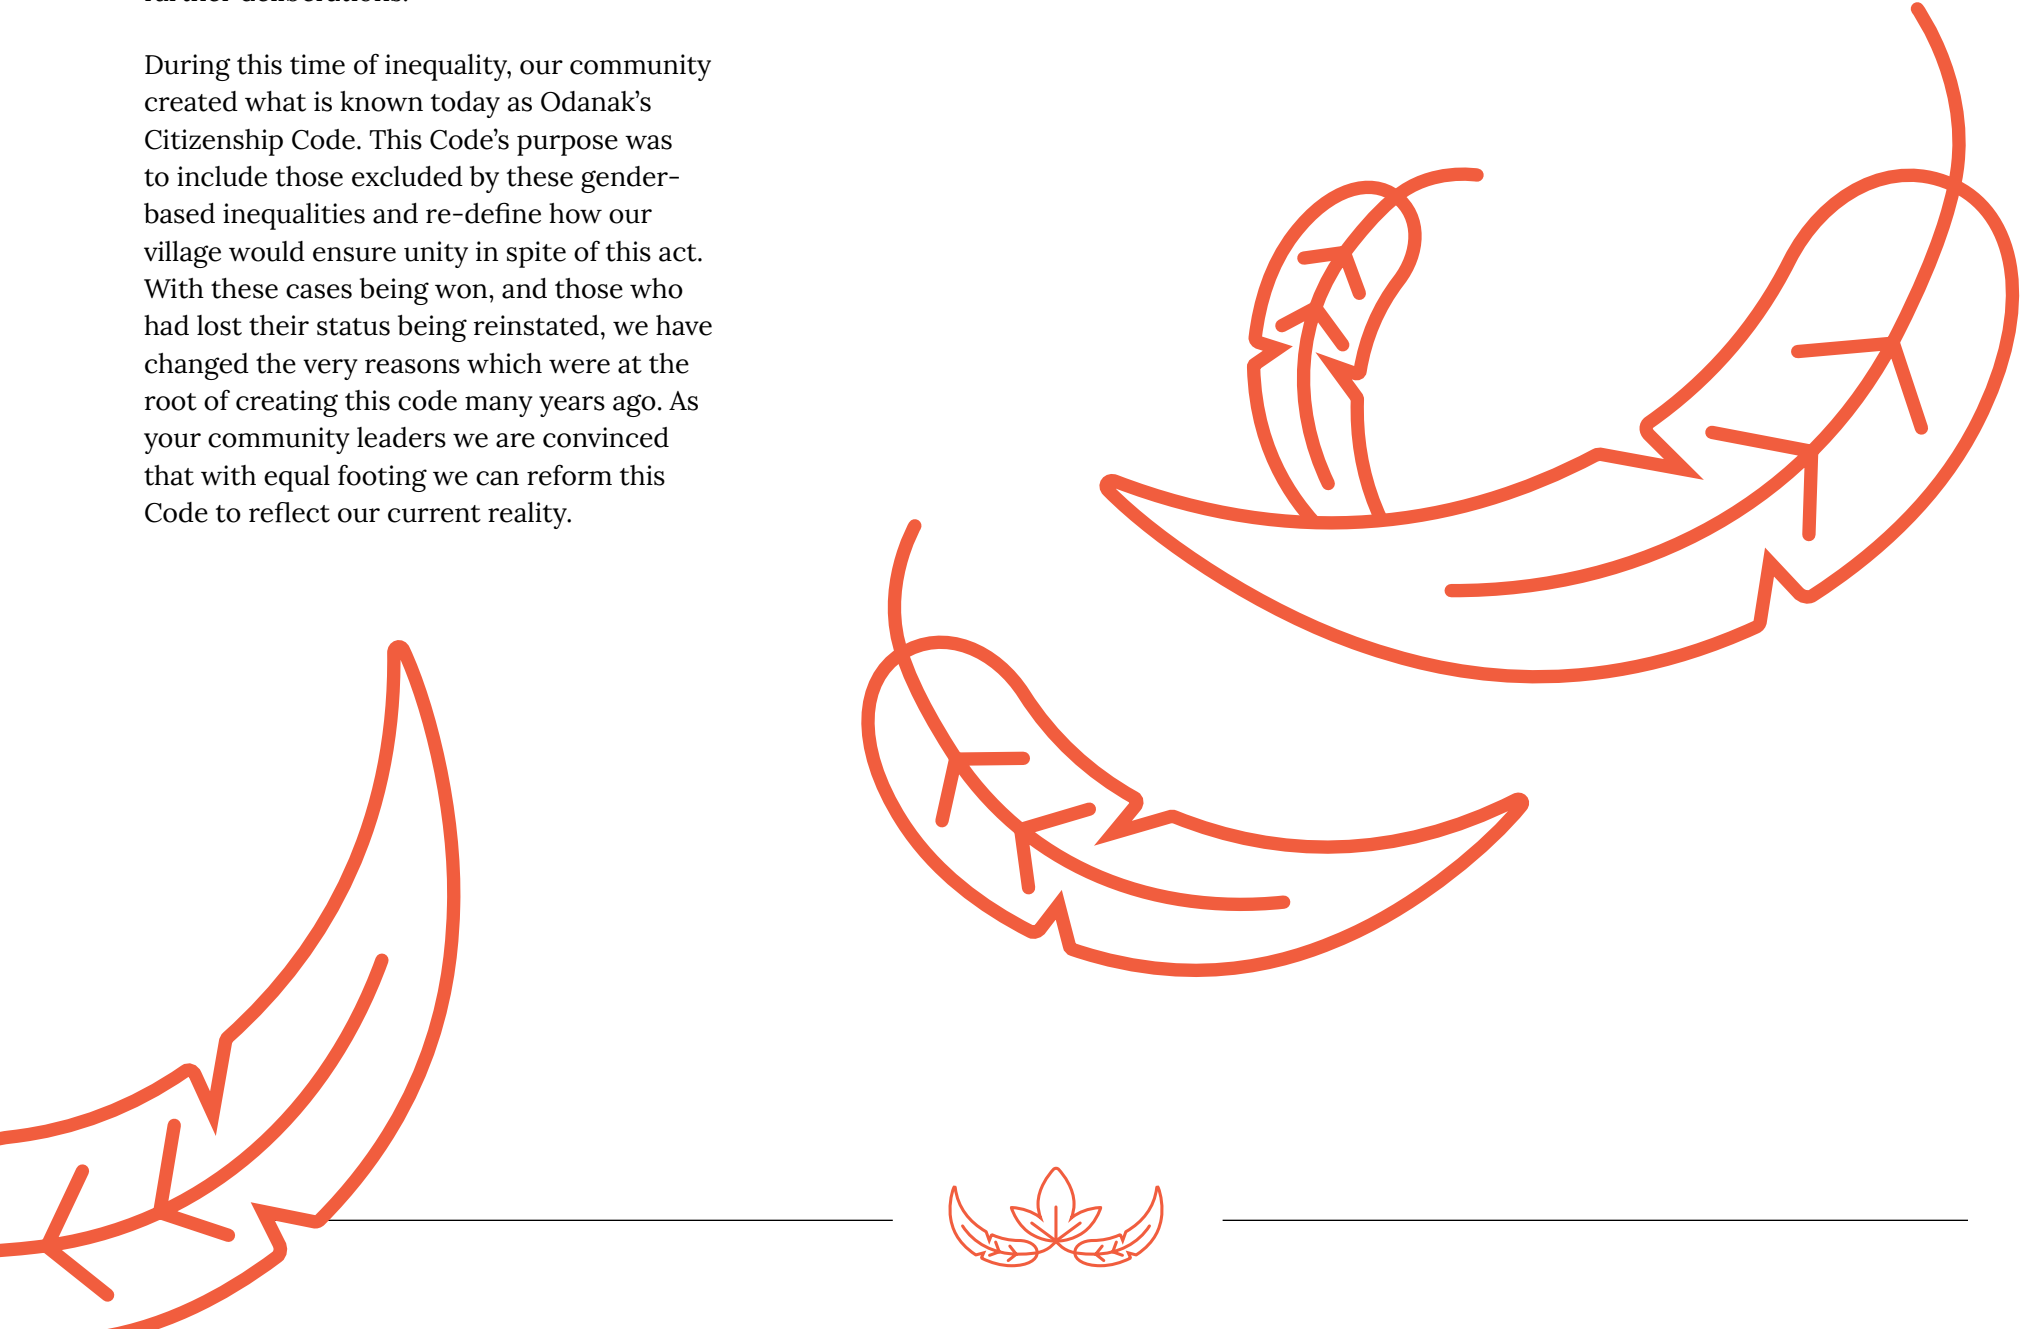 further deliberations.
During this time of inequality, our community
created what is known today as Odanak’s
Citizenship Code. This Code’s purpose was
to include those excluded by these gender-
based inequalities and re-define how our
village would ensure unity in spite of this act.
With these cases being won, and those who
had lost their status being reinstated, we have
changed the very reasons which were at the
root of creating this code many years ago. As
your community leaders we are convinced
that with equal footing we can reform this
Code to reflect our current reality.